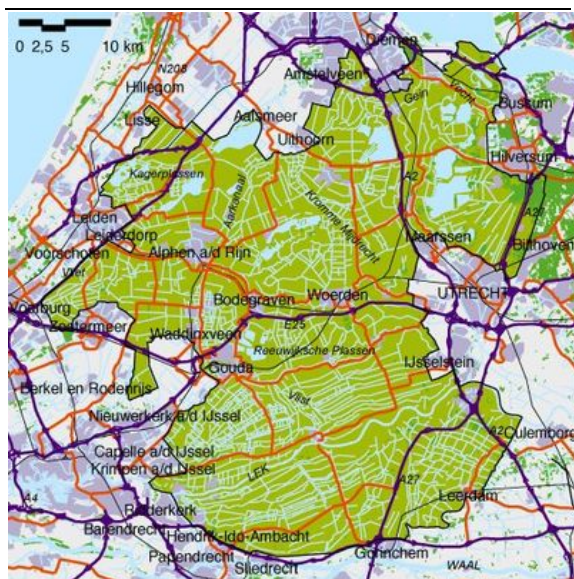 0 2,5 5 10 km
Diemen
N208
Amstelveen
Hillegom
Gein
Vecht
Bussum
Lisse
Aalsmeer
Uithoorn
Hilversum
Kagerplassen
Aarkanaal
A2
Kromme Mijdrecht
A27
Leiden
Leiderdorp
Maarssen
Bilthoven
Voorschoten
Alphen a/d Rijn
Vliet
UTRECHT
Voorburg
Bodegraven
Woerden
Zoetermeer
E25
Waddinxveen
Reeuwijksche Plassen
IJsselstein
Gouda
Berkel en Rodenrijs
Vlist
Nieuwerkerk a/d IJssel
A2
Culemborg
Capelle a/d IJssel
Krimpen a/d IJssel
LEK
A27
A4
Leerdam
Ridderkerk
Barendrecht
Hendrik-Ido-Ambacht
Gorinchem
Papendrecht
Sliedrecht
WAAL